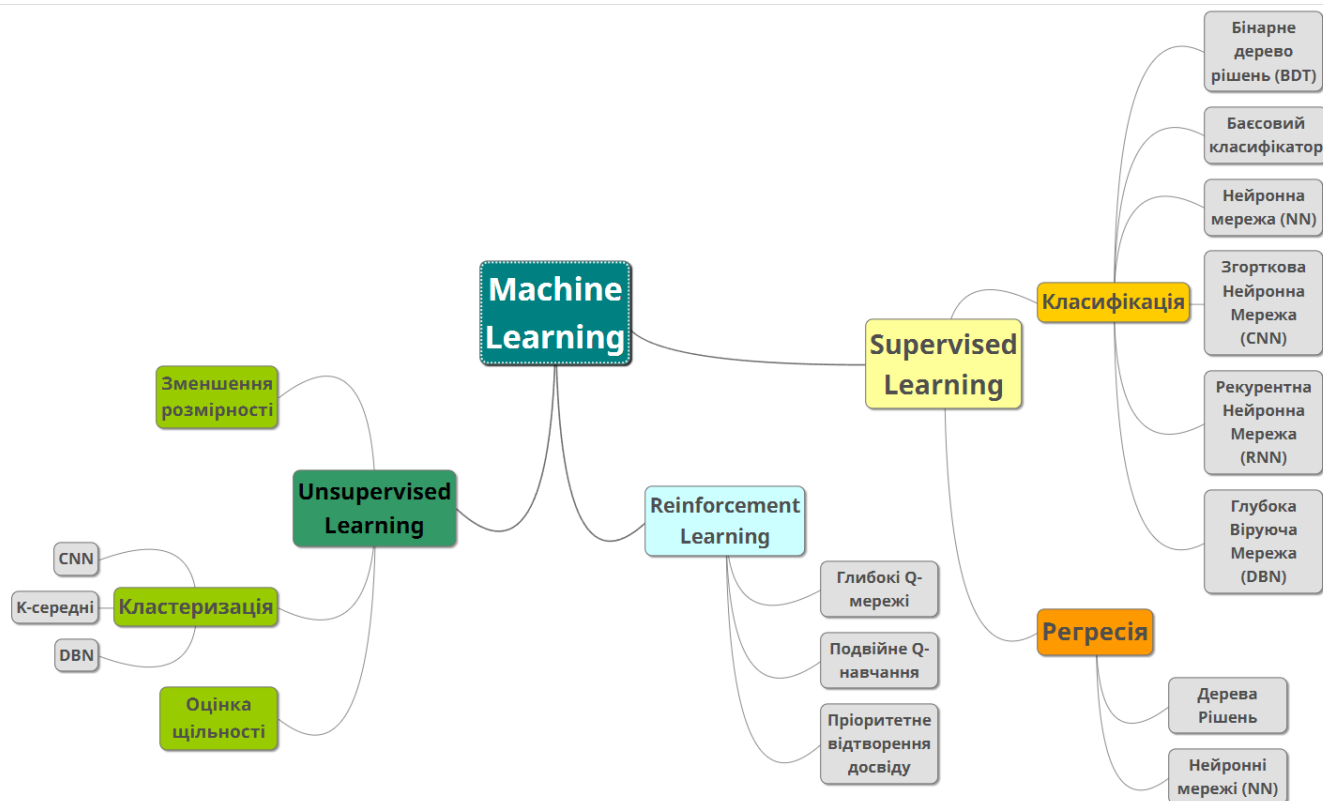 Machine
Learning
Supervised
Learning
Класифікація
Бінарне
дерево
рішень (BDT)
Баєсовий
класифікатор
Нейронна
мережа (NN)
Згорткова
Нейронна
Мережа
(CNN)
Рекурентна
Нейронна
Мережа
(RNN)
Глубока
Віруюча
Мережа
(DBN)
Регресія
Дерева
Рішень
Нейронні
мережі (NN)
Reinforcement
Learning
Глибокі Q-
мережі
Подвійне Q-
навчання
Пріоритетне
відтворення
досвіду
Unsupervised
Learning
Зменшення
розмірності
Кластеризація
CNN
К-середні
DBN
Оцінка
щільності